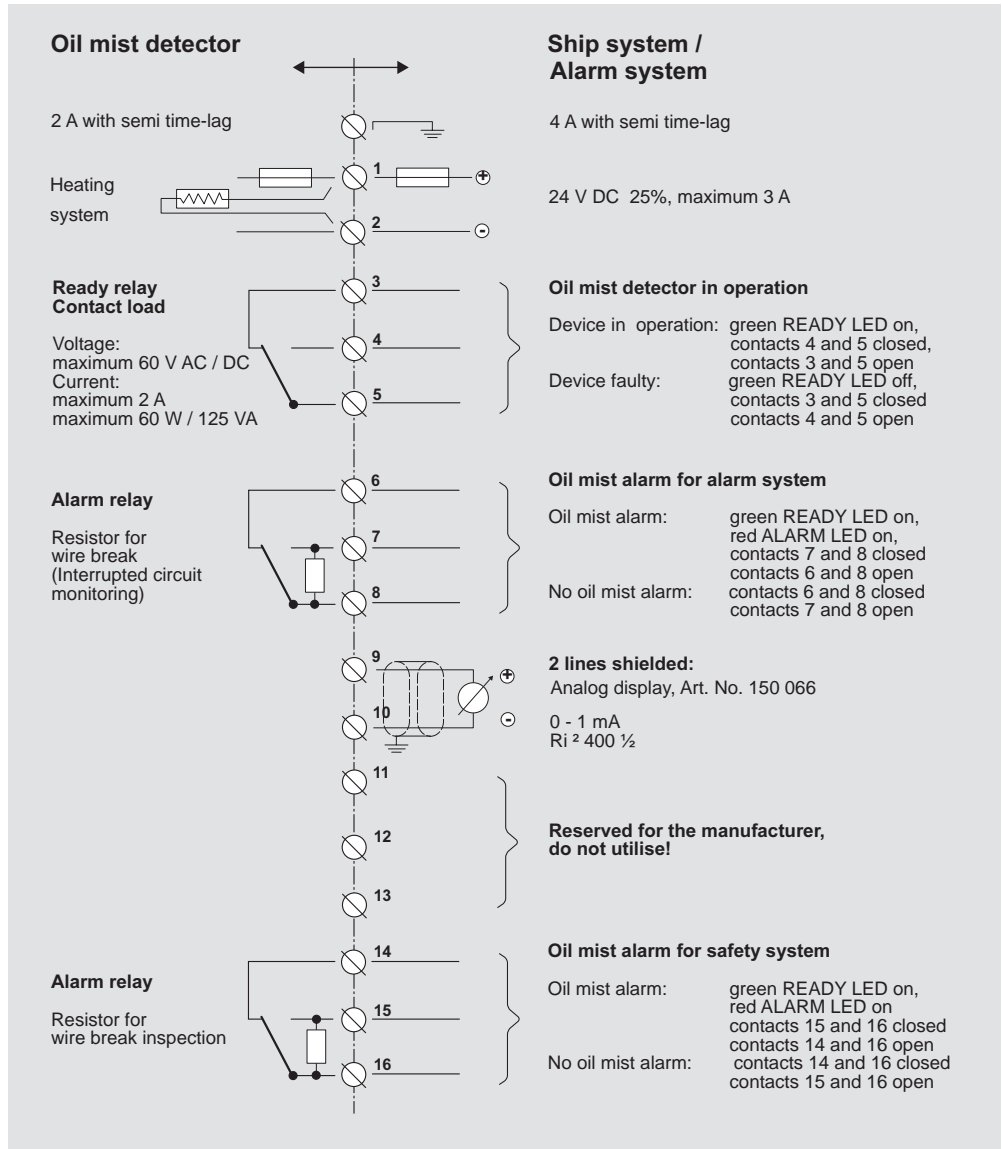 Oil mist detector
Ship system /
Alarm system
2 A with semi time-lag
4 A with semi time-lag
1
Heating
system
+
24 V DC 25%, maximum 3 A
2
-
Ready relay
Contact load
Voltage:
maximum 60 V AC / DC
Current:
maximum 2 A
maximum 60 W / 125 VA
3
4
5
Oil mist detector in operation
Device in operation: green READY LED on,
contacts 4 and 5 closed,
contacts 3 and 5 open
Device faulty: green READY LED off,
contacts 3 and 5 closed
contacts 4 and 5 open
Alarm relay
Resistor for
wire break
(Interrupted circuit
monitoring)
6
7
8
Oil mist alarm for alarm system
Oil mist alarm: green READY LED on,
red ALARM LED on,
contacts 7 and 8 closed
contacts 6 and 8 open
No oil mist alarm: contacts 6 and 8 closed
contacts 7 and 8 open
9
+
10
-
2 lines shielded:
Analog display, Art. No. 150 066
0 - 1 mA
Ri ² 400 ½
11
12
13
Reserved for the manufacturer,
do not utilise!
Alarm relay
Resistor for
wire break inspection
14
15
16
Oil mist alarm for safety system
Oil mist alarm: green READY LED on,
red ALARM LED on
contacts 15 and 16 closed
contacts 14 and 16 open
No oil mist alarm: contacts 14 and 16 closed
contacts 15 and 16 open